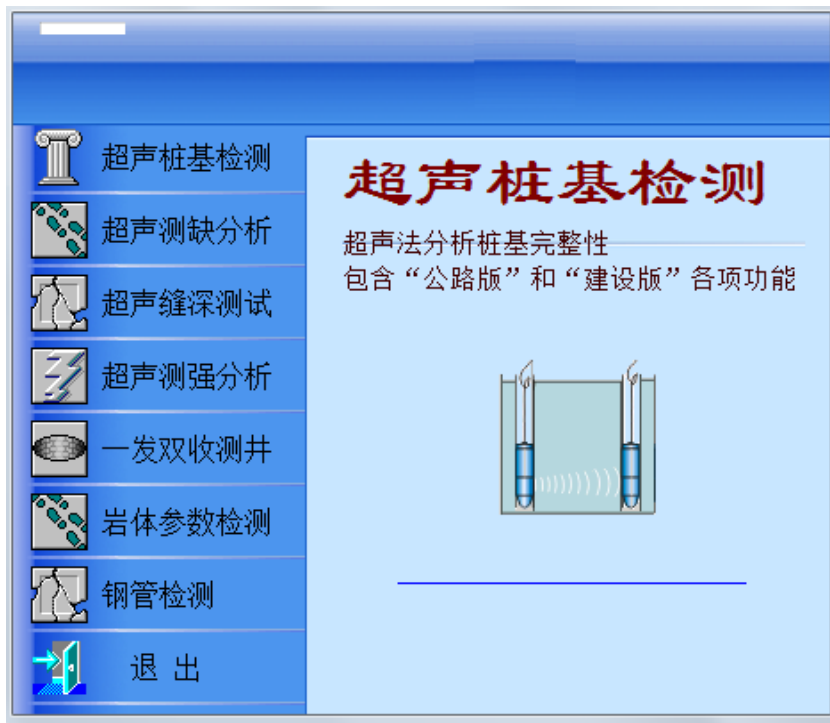 超声桩基检测
超声测缺分析
超声缝深测试
超声测强分析
一发双收测井
岩体参数检测
钢管检测
退 出
超声桩基检测
超声法分析桩基完整性
包含“公路版”和“建设版”各项功能